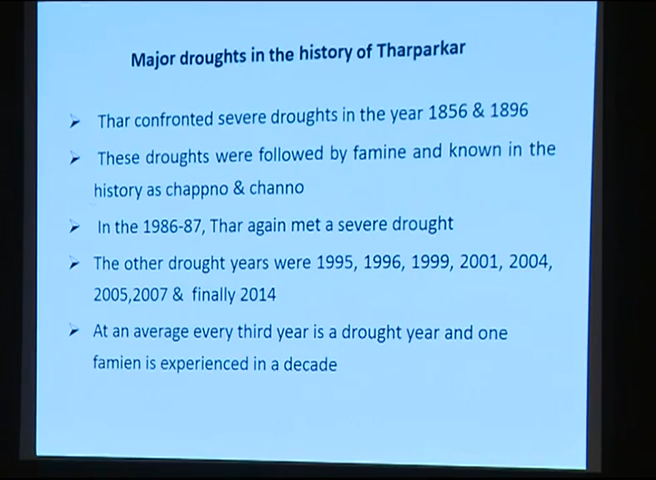 Major droughts in the history of Tharparkar
➢ Thar confronted severe droughts in the year 1856 & 1896
➢ These droughts were followed by famine and known in the
history as chappno & channo
➢ In the 1986-87, Thar again met a severe drought
➢ The other drought years were 1995, 1996, 1999, 2001, 2004,
2005,2007 & finally 2014
➢ At an average every third year is a drought year and one
famien is experienced in a decade